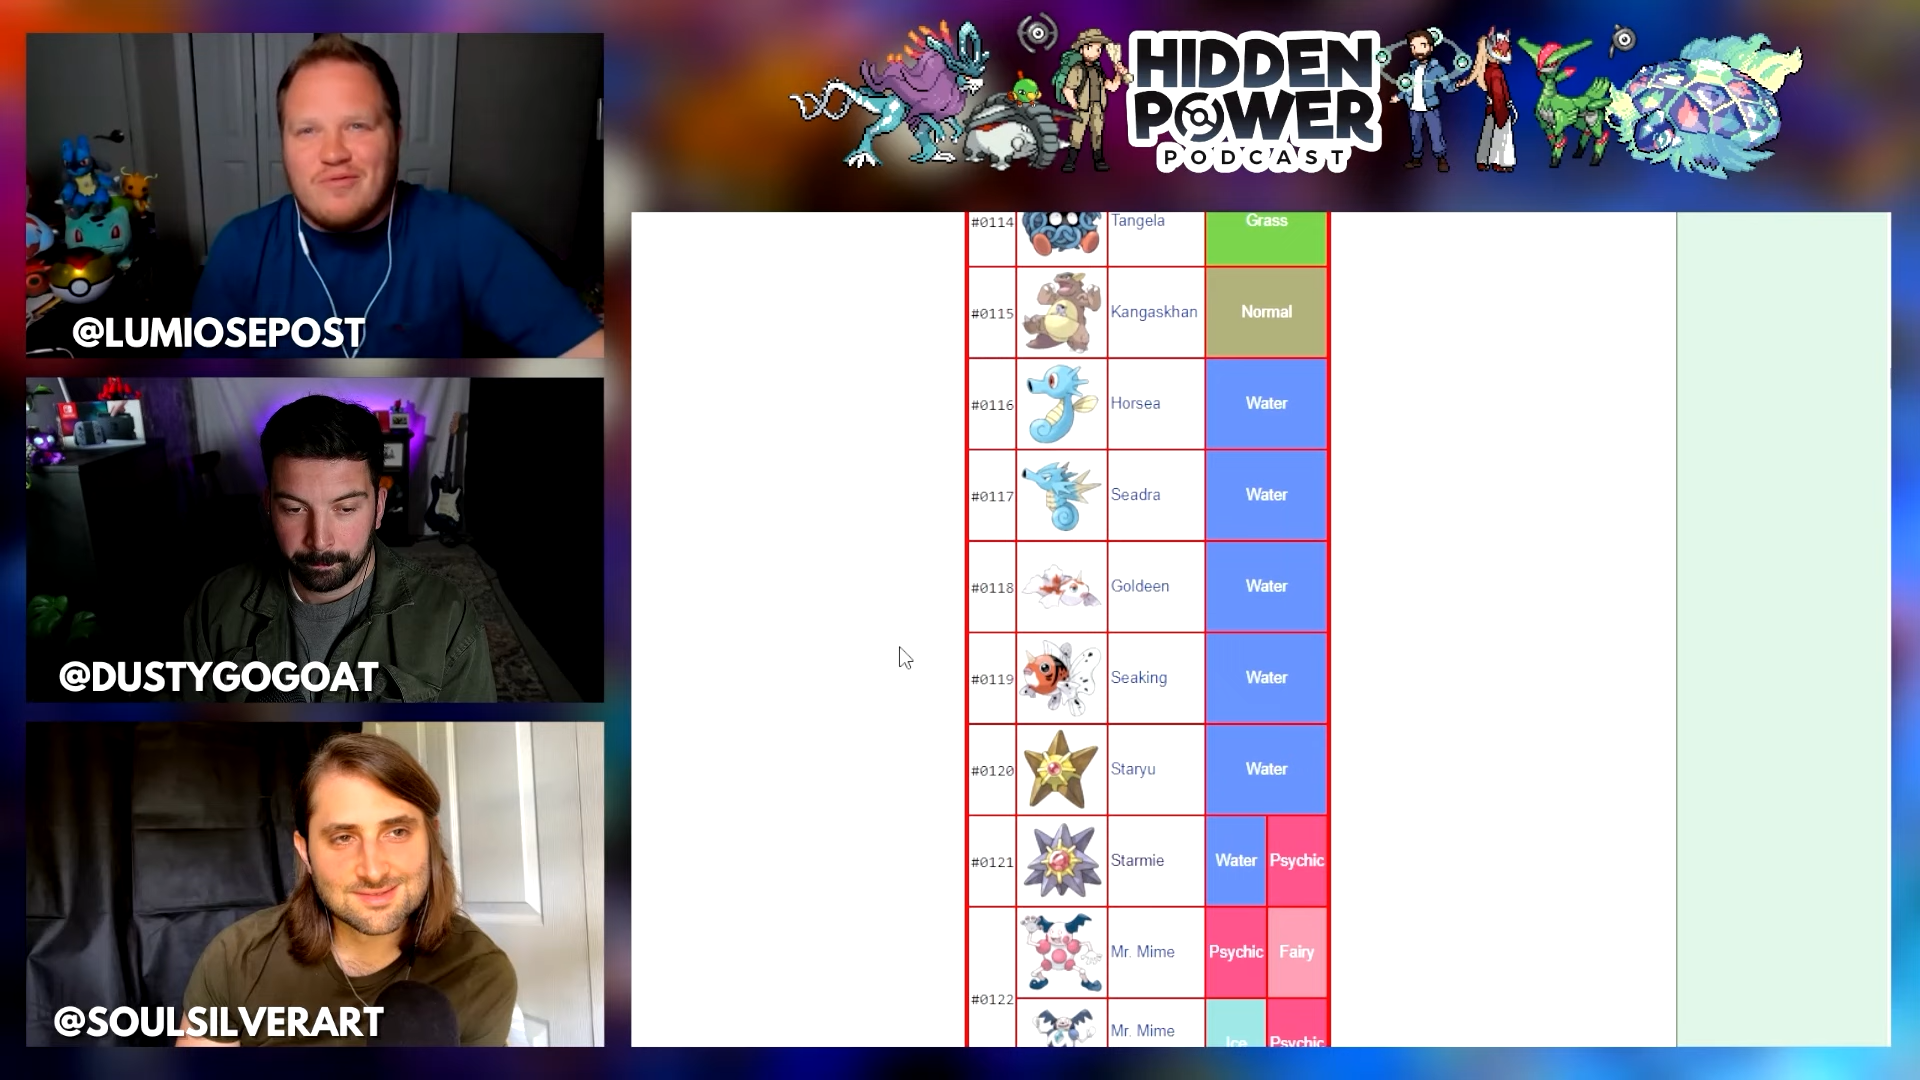 HIDDEN
POWER
PODCAST
@LUMIOSEPOST
@DUSTYGOGOAT
@SOULSILVERART
#0114 Tangela Grass
#0115 Kangaskhan Normal
#0116 Horsea Water
#0117 Seadra Water
#0118 Goldeen Water
#0119 Seaking Water
#0120 Staryu Water
#0121 Starmie Water Psychic
#0122 Mr. Mime Psychic Fairy
Mr. Mime Ice Psychic